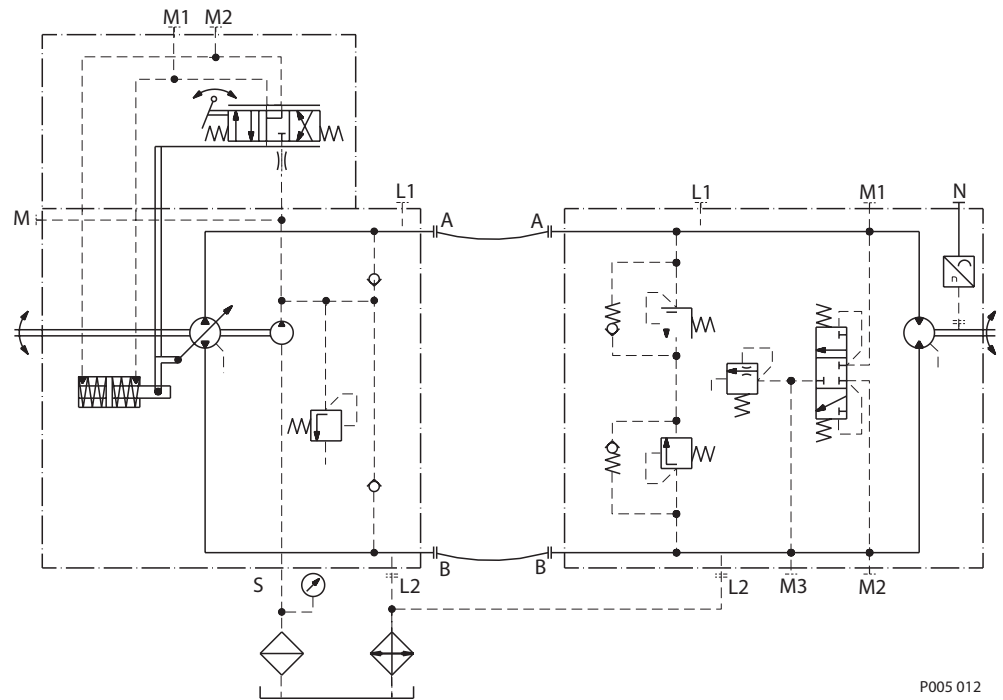 M1 M2
L1 L1 M1 N
M A A
n
B B
S L2 L2 M3 M2
P005 012